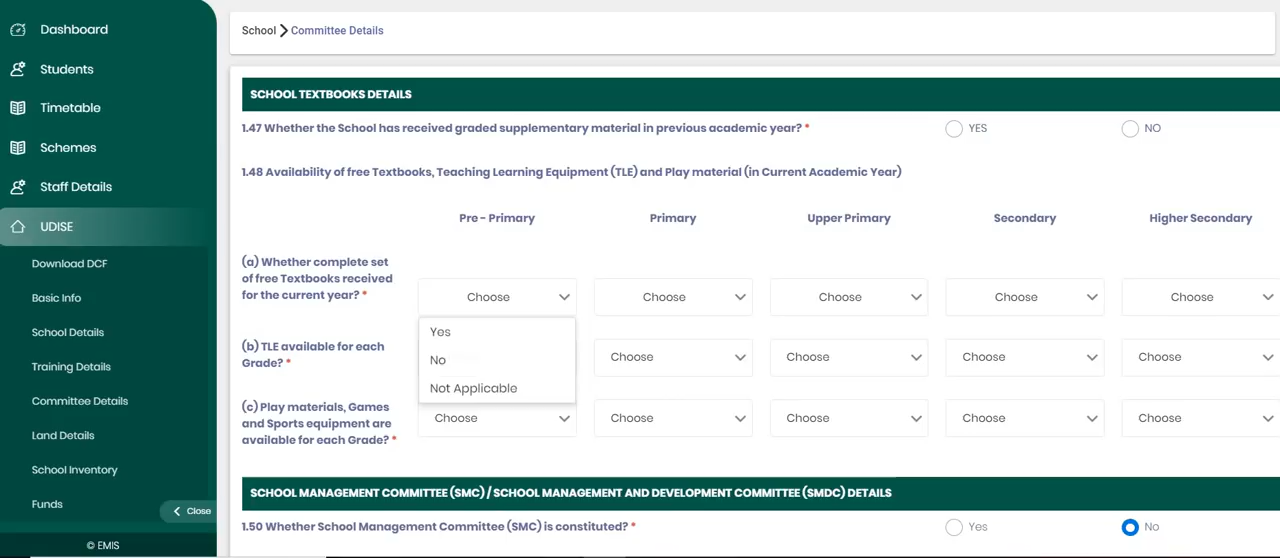 Dashboard
Students
Timetable
Schemes
Staff Details
UDISE
Download DCF
Basic Info
School Details
Training Details
Committee Details
Land Details
School Inventory
Funds
Close
© EMIS
School Committee Details
SCHOOL TEXTBOOKS DETAILS
1.47 Whether the School has received graded supplementary material in previous academic year? * YES NO
1.48 Availability of free Textbooks, Teaching Learning Equipment (TLE) and Play material (in Current Academic Year)
Pre - Primary Primary Upper Primary Secondary Higher Secondary
(a) Whether complete set
of free Textbooks received
for the current year? *
Choose Choose Choose Choose Choose
Yes
No
Not Applicable
(b) TLE available for each
Grade? *
Choose Choose Choose Choose
(c) Play materials, Games
and Sports equipment are
available for each Grade? *
Choose Choose Choose Choose Choose
SCHOOL MANAGEMENT COMMITTEE (SMC) / SCHOOL MANAGEMENT AND DEVELOPMENT COMMITTEE (SMDC) DETAILS
1.50 Whether School Management Committee (SMC) is constituted? * Yes No